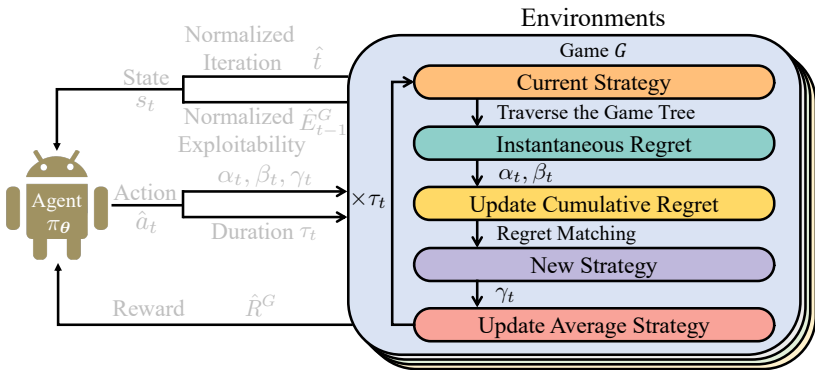 Environments
Game G
Normalized
Iteration t̂
State
s_t
Normalized
Exploitability Ê^G_{t−1}
Agent
π_θ
Action
â_t
α_t, β_t, γ_t
Duration τ_t
Reward R̂^G
×τ_t
Current Strategy
Traverse the Game Tree
Instantaneous Regret
α_t, β_t
Update Cumulative Regret
Regret Matching
New Strategy
γ_t
Update Average Strategy